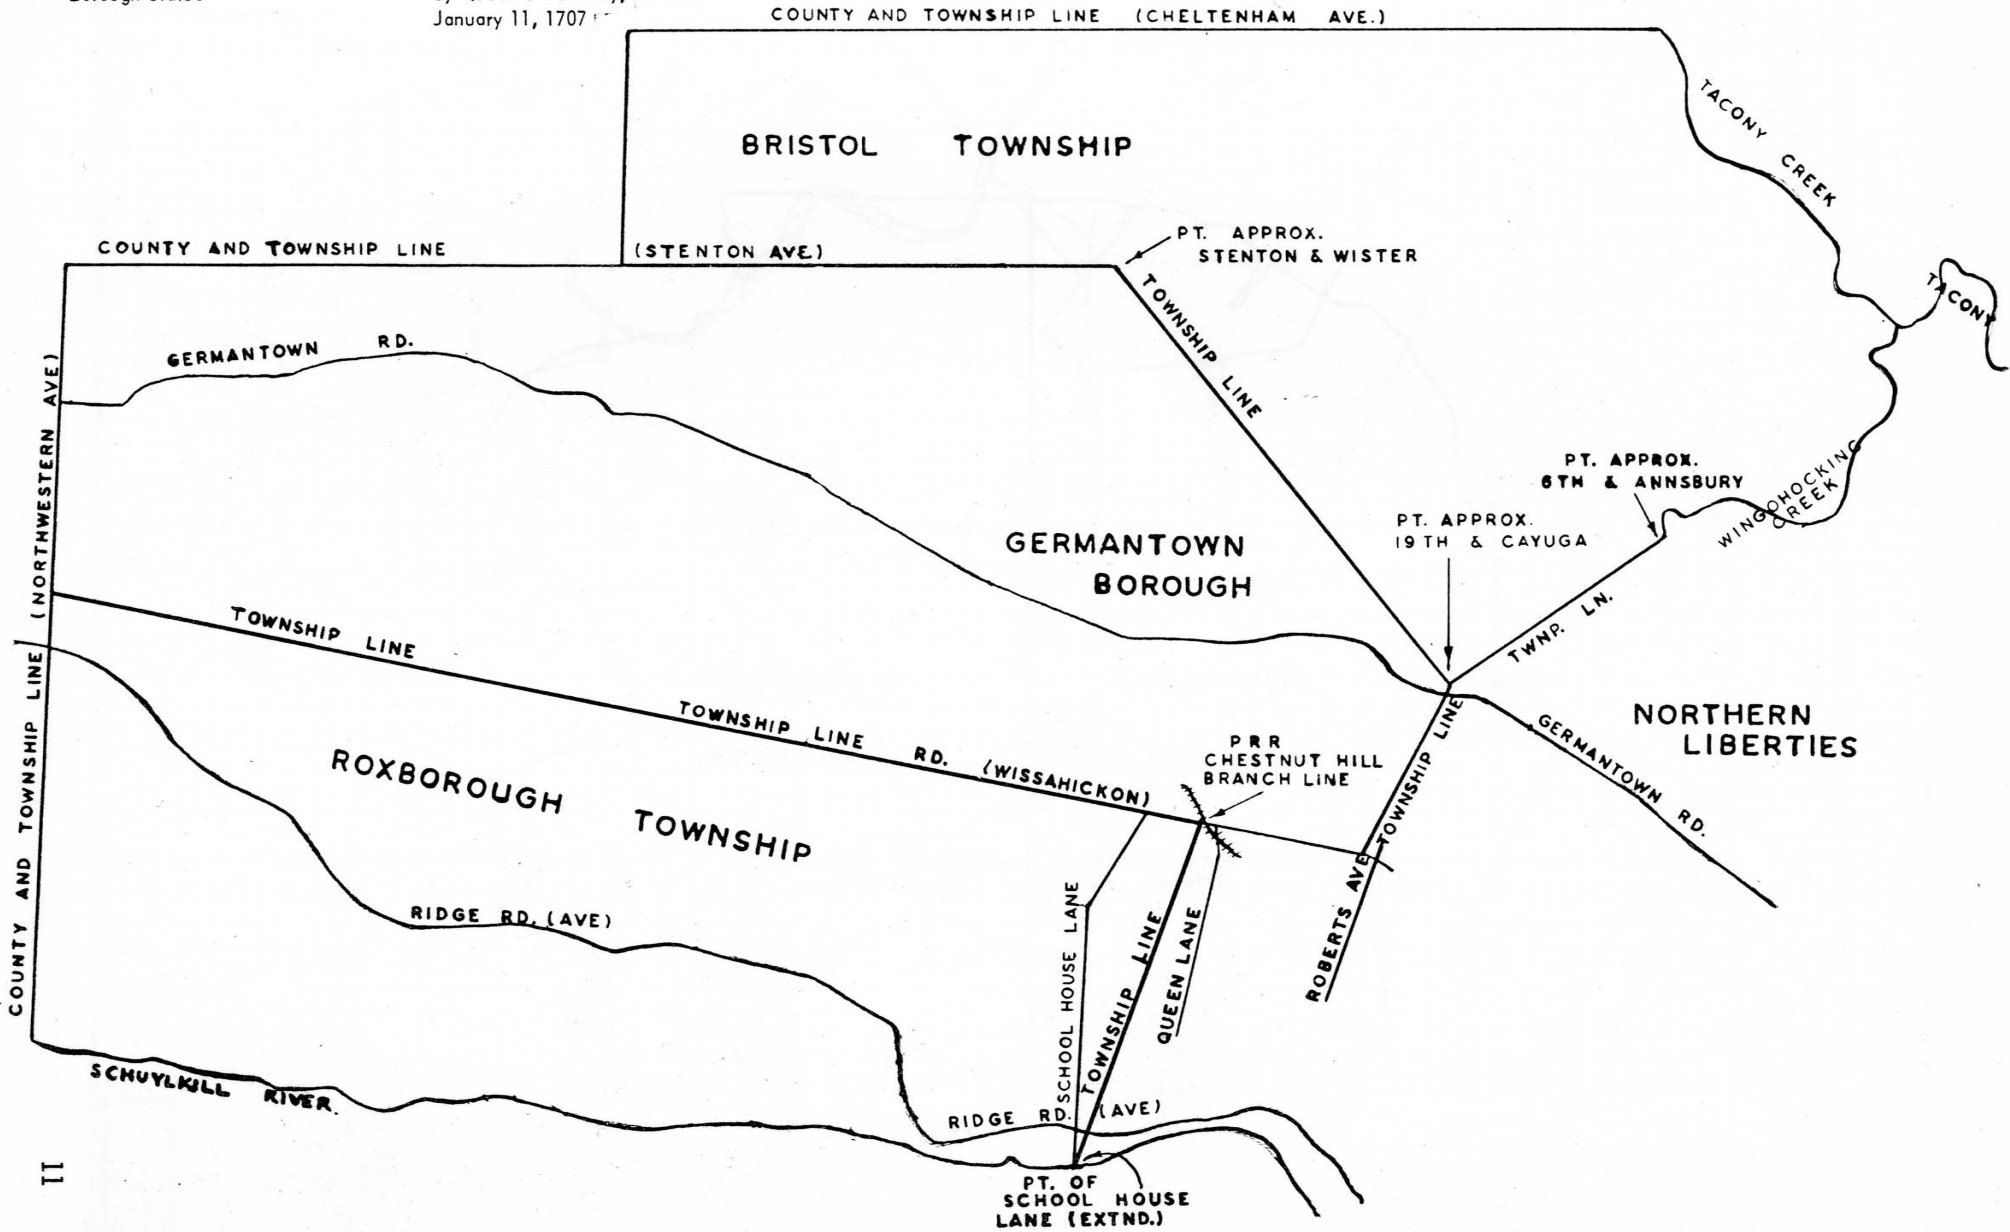 January 11, 1707
COUNTY AND TOWNSHIP LINE (CHELTENHAM AVE.)
TACONY CREEK
BRISTOL TOWNSHIP
COUNTY AND TOWNSHIP LINE (STENTON AVE)
PT. APPROX.
STENTON & WISTER
TACONY
TOWNSHIP LINE
GERMANTOWN RD.
COUNTY AND TOWNSHIP LINE (NORTHWESTERN AVE)
PT. APPROX.
6TH & ANNSBURY
WINGOHOCKING
CREEK
PT. APPROX.
19TH & CAYUGA
GERMANTOWN
BOROUGH
TWNP. LN.
TOWNSHIP LINE
TOWNSHIP LINE RD. (WISSAHICKON)
NORTHERN
LIBERTIES
GERMANTOWN RD.
PRR
CHESTNUT HILL
BRANCH LINE
TOWNSHIP LINE
ROBERTS AVE
ROXBOROUGH TOWNSHIP
RIDGE RD. (AVE)
SCHOOL HOUSE LANE
TOWNSHIP LINE
QUEEN LANE
SCHUYLKILL RIVER.
RIDGE RD. (AVE)
PT. OF
SCHOOL HOUSE
LANE (EXTND.)
11